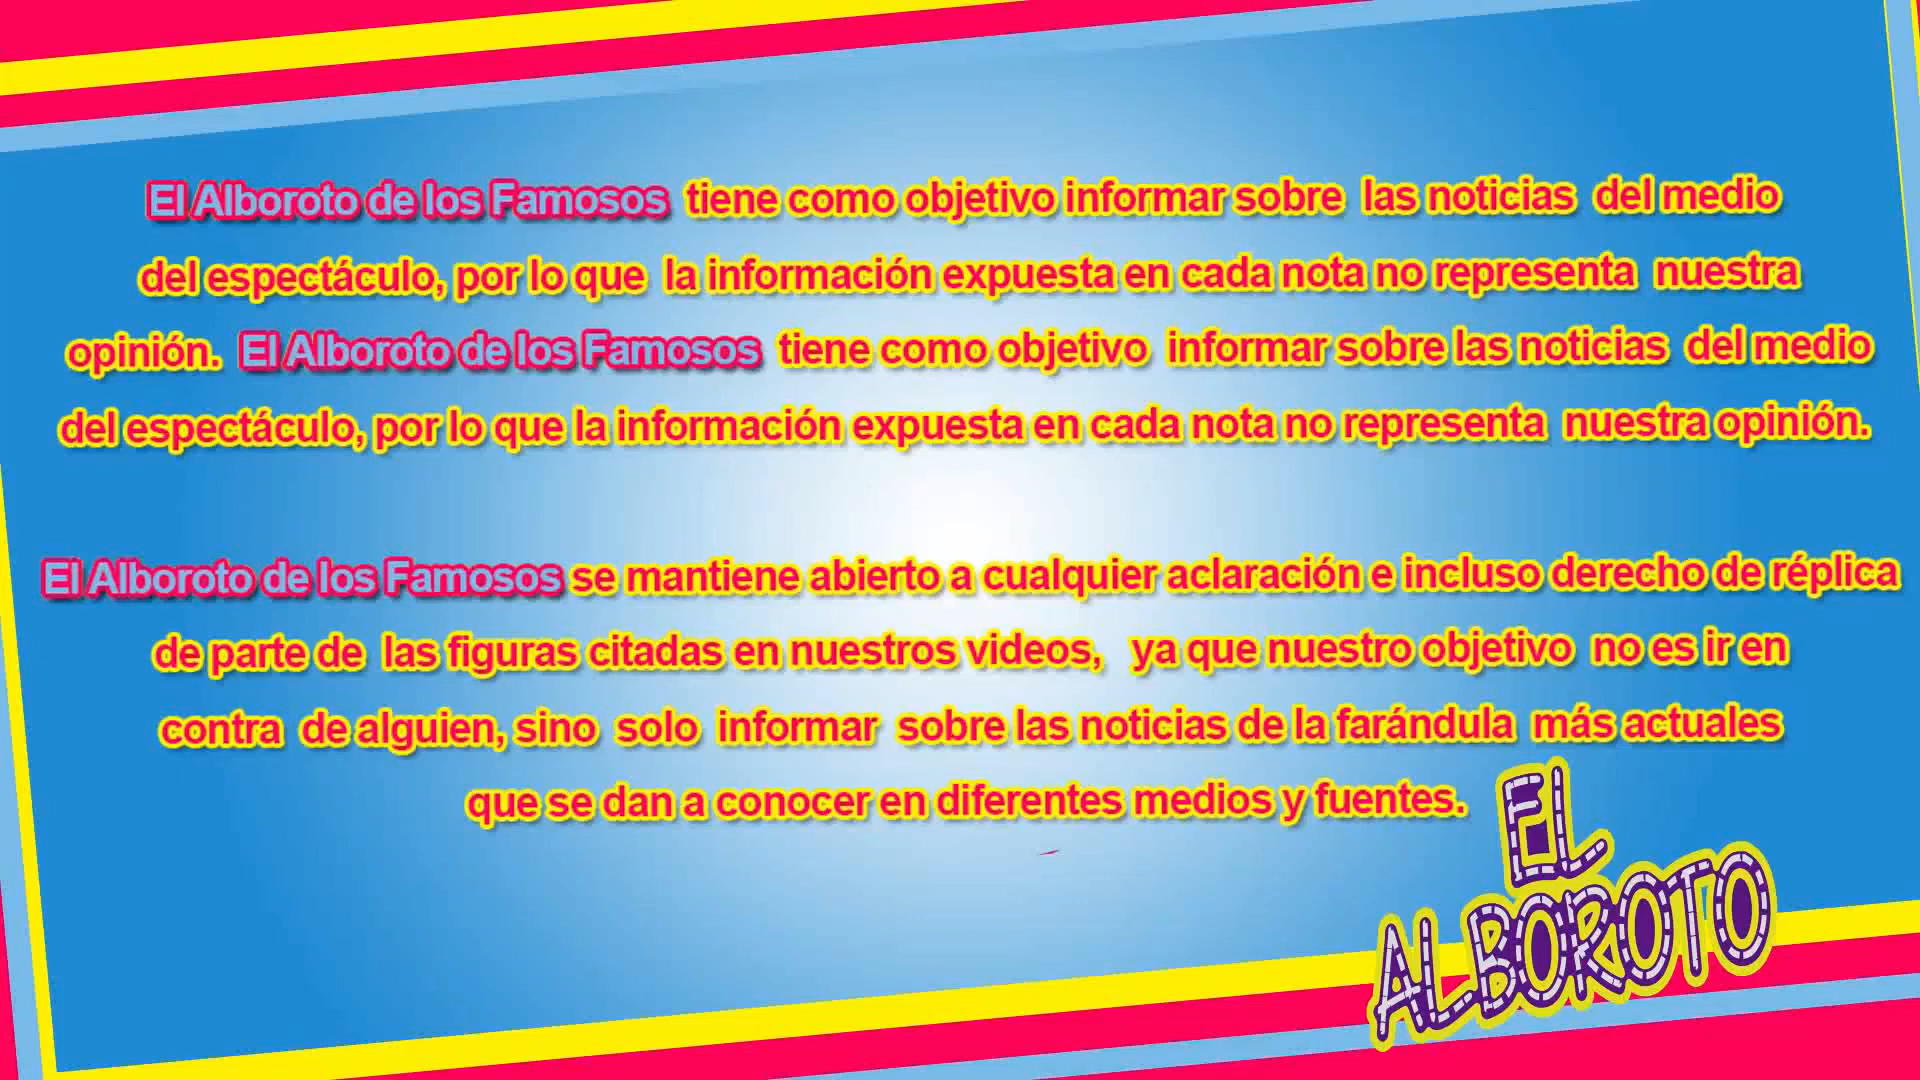 El Alboroto de los Famosos tiene como objetivo informar sobre las noticias del medio
del espectáculo, por lo que la información expuesta en cada nota no representa nuestra
opinión. El Alboroto de los Famosos tiene como objetivo informar sobre las noticias del medio
del espectáculo, por lo que la información expuesta en cada nota no representa nuestra opinión.
El Alboroto de los Famosos se mantiene abierto a cualquier aclaración e incluso derecho de réplica
de parte de las figuras citadas en nuestros videos, ya que nuestro objetivo no es ir en
contra de alguien, sino solo informar sobre las noticias de la farándula más actuales
que se dan a conocer en diferentes medios y fuentes.
EL
ALBOROTO